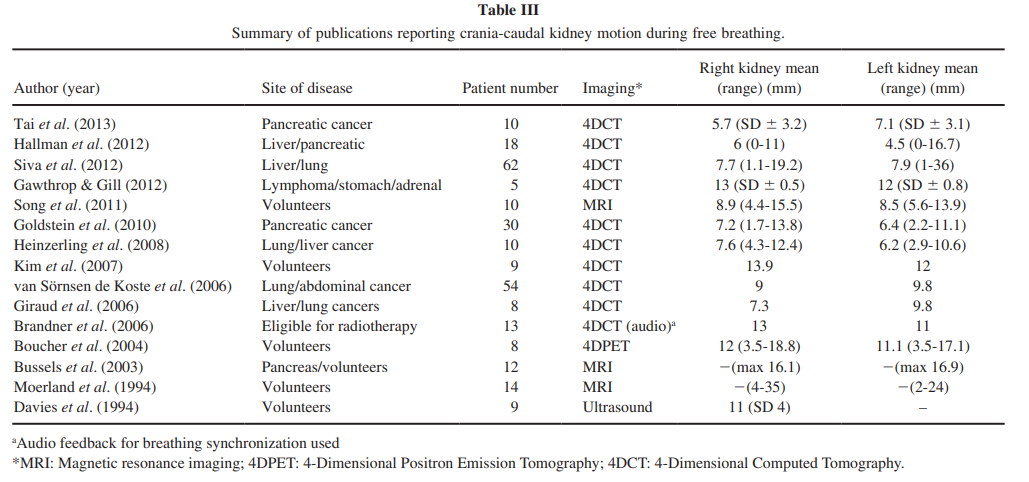 Table III
Summary of publications reporting crania-caudal kidney motion during free breathing.
Author (year) Site of disease Patient number Imaging* Right kidney mean (range) (mm) Left kidney mean (range) (mm)
Tai et al. (2013) Pancreatic cancer 10 4DCT 5.7 (SD ± 3.2) 7.1 (SD ± 3.1)
Hallman et al. (2012) Liver/pancreatic 18 4DCT 6 (0-11) 4.5 (0-16.7)
Siva et al. (2012) Liver/lung 62 4DCT 7.7 (1.1-19.2) 7.9 (1-36)
Gawthrop & Gill (2012) Lymphoma/stomach/adrenal 5 4DCT 13 (SD ± 0.5) 12 (SD ± 0.8)
Song et al. (2011) Volunteers 10 MRI 8.9 (4.4-15.5) 8.5 (5.6-13.9)
Goldstein et al. (2010) Pancreatic cancer 30 4DCT 7.2 (1.7-13.8) 6.4 (2.2-11.1)
Heinzerling et al. (2008) Lung/liver cancer 10 4DCT 7.6 (4.3-12.4) 6.2 (2.9-10.6)
Kim et al. (2007) Volunteers 9 4DCT 13.9 12
van Sörnsen de Koste et al. (2006) Lung/abdominal cancer 54 4DCT 9 9.8
Giraud et al. (2006) Liver/lung cancers 8 4DCT 7.3 9.8
Brandner et al. (2006) Eligible for radiotherapy 13 4DCT (audio)ᵃ 13 11
Boucher et al. (2004) Volunteers 8 4DPET 12 (3.5-18.8) 11.1 (3.5-17.1)
Bussels et al. (2003) Pancreas/volunteers 12 MRI −(max 16.1) −(max 16.9)
Moerland et al. (1994) Volunteers 14 MRI −(4-35) −(2-24)
Davies et al. (1994) Volunteers 9 Ultrasound 11 (SD 4) –
ᵃAudio feedback for breathing synchronization used
*MRI: Magnetic resonance imaging; 4DPET: 4-Dimensional Positron Emission Tomography; 4DCT: 4-Dimensional Computed Tomography.